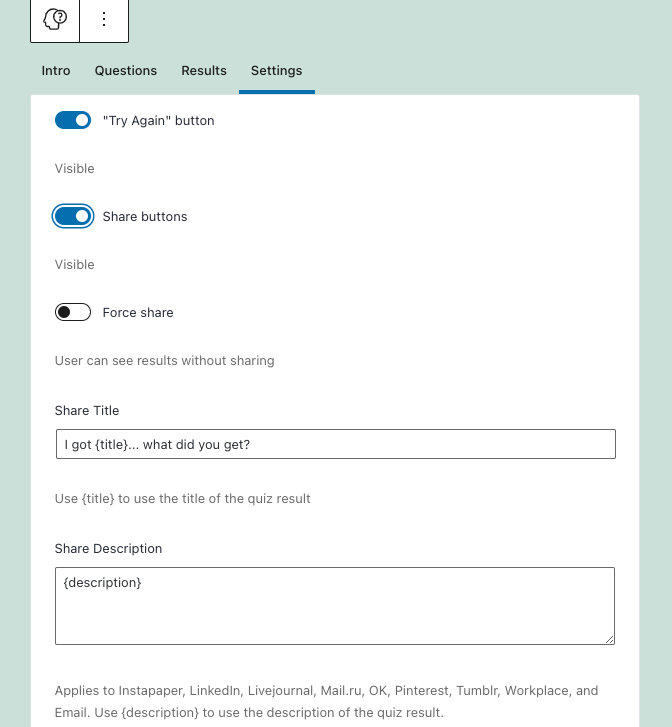 Intro Questions Results Settings
"Try Again" button
Visible
Share buttons
Visible
Force share
User can see results without sharing
Share Title
I got {title}... what did you get?
Use {title} to use the title of the quiz result
Share Description
{description}
Applies to Instapaper, LinkedIn, Livejournal, Mail.ru, OK, Pinterest, Tumblr, Workplace, and
Email. Use {description} to use the description of the quiz result.